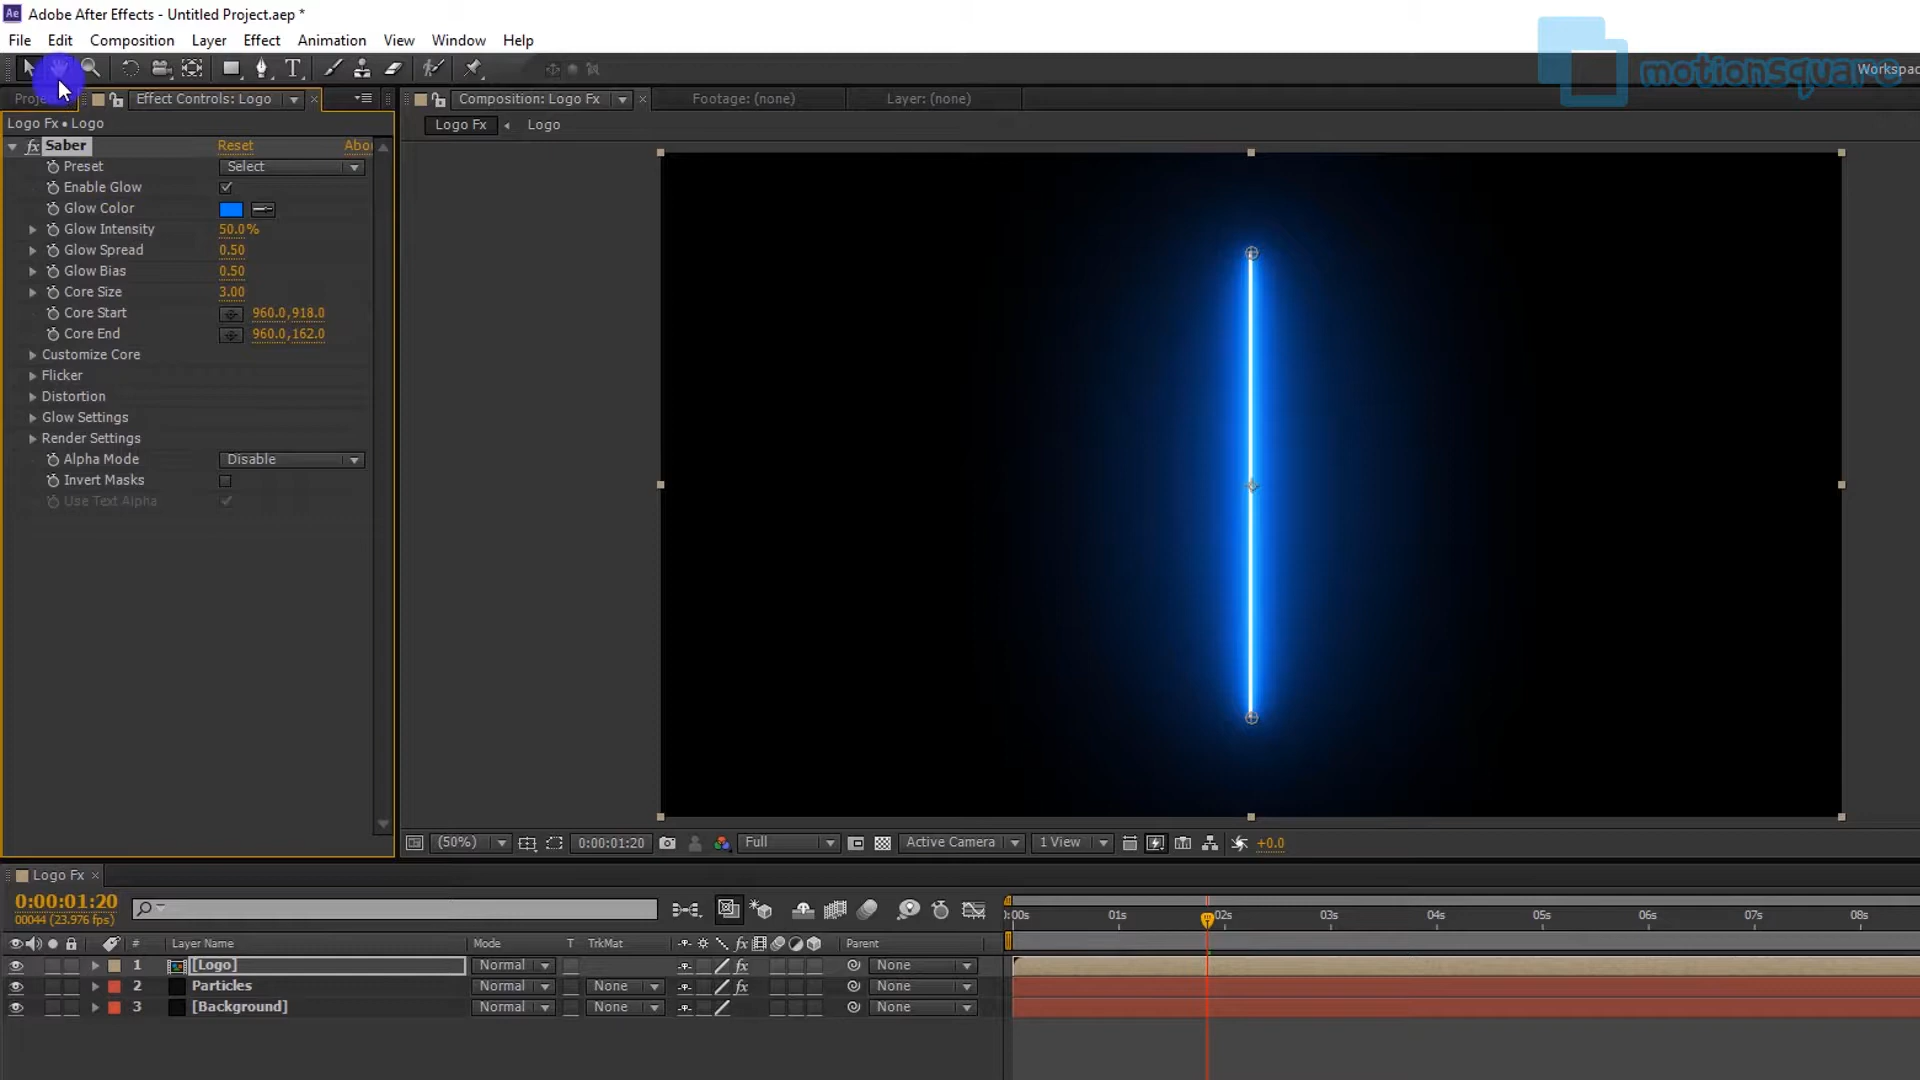 Adobe After Effects - Untitled Project.aep *
File Edit Composition Layer Effect Animation View Window Help
motionsquare
Workspac
Proje
Effect Controls: Logo
Composition: Logo Fx
Footage: (none)
Layer: (none)
Logo Fx • Logo
Logo Fx
Logo
fx Saber Reset Abou
Preset Select
Enable Glow
Glow Color
Glow Intensity 50.0%
Glow Spread 0.50
Glow Bias 0.50
Core Size 3.00
Core Start 960.0,918.0
Core End 960.0,162.0
Customize Core
Flicker
Distortion
Glow Settings
Render Settings
Alpha Mode Disable
Invert Masks
Use Text Alpha
(50%) 0:00:01:20 Full Active Camera 1 View +0.0
Logo Fx
0:00:01:20
00044 (23.976 fps)
):00s 01s 02s 03s 04s 05s 06s 07s 08s
# Layer Name Mode T TrkMat fx Parent
1 [Logo] Normal fx None
2 Particles Normal None fx None
3 [Background] Normal None None